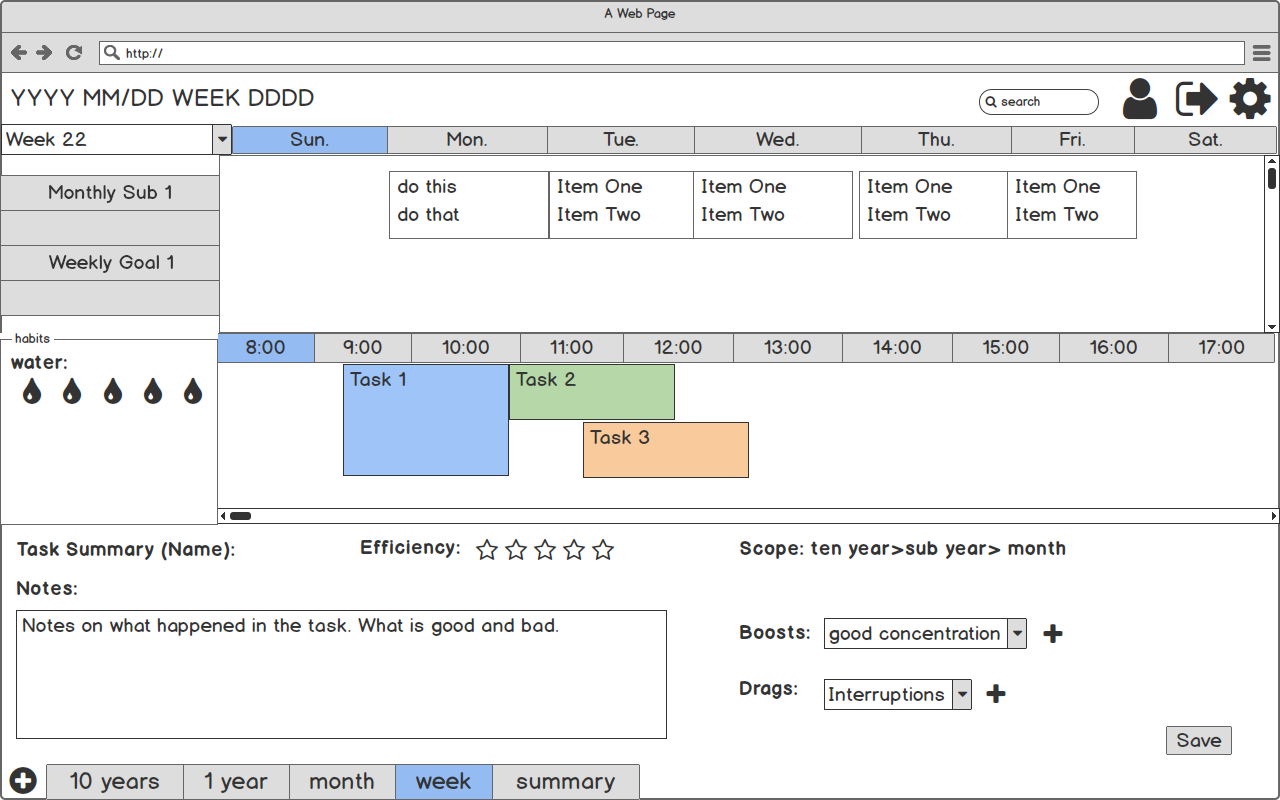 A Web Page
http://
YYYY MM/DD WEEK DDDD
search
Week 22
Sun. Mon. Tue. Wed. Thu. Fri. Sat.
Monthly Sub 1
Weekly Goal 1
do this Item One Item One Item One Item One
do that Item Two Item Two Item Two Item Two
habits
water:
8:00 9:00 10:00 11:00 12:00 13:00 14:00 15:00 16:00 17:00
Task 1 Task 2
Task 3
Task Summary (Name): Efficiency: Scope: ten year>sub year> month
Notes:
Notes on what happened in the task. What is good and bad.
Boosts: good concentration
Drags: Interruptions
Save
10 years 1 year month week summary